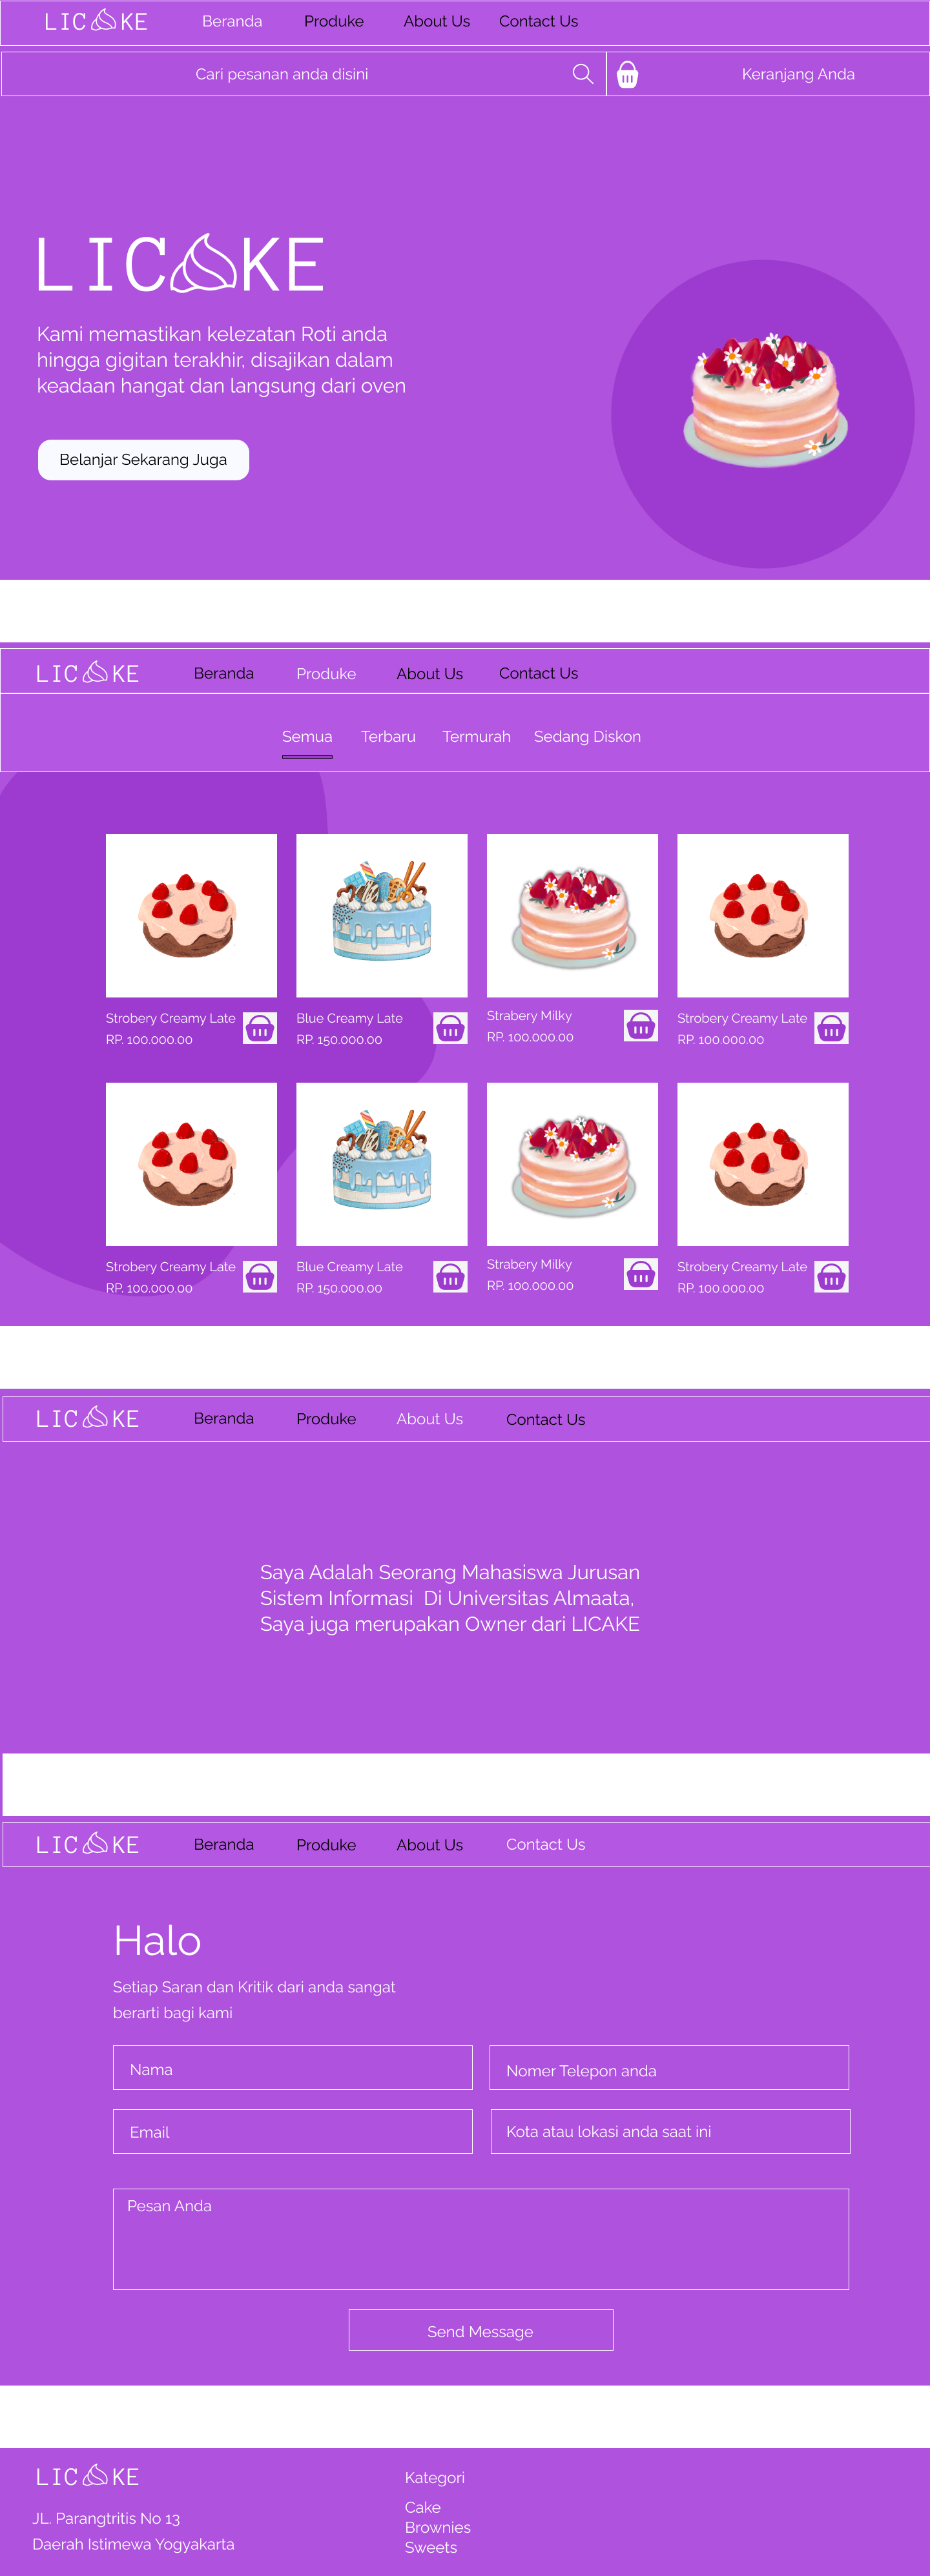 LICAKE Beranda Produke About Us Contact Us
Cari pesanan anda disini Keranjang Anda
LICAKE
Kami memastikan kelezatan Roti anda
hingga gigitan terakhir, disajikan dalam
keadaan hangat dan langsung dari oven
Belanjar Sekarang Juga
LICAKE Beranda Produke About Us Contact Us
Semua Terbaru Termurah Sedang Diskon
Strobery Creamy Late
RP. 100.000.00
Blue Creamy Late
RP. 150.000.00
Strabery Milky
RP. 100.000.00
Strobery Creamy Late
RP. 100.000.00
Strobery Creamy Late
RP. 100.000.00
Blue Creamy Late
RP. 150.000.00
Strabery Milky
RP. 100.000.00
Strobery Creamy Late
RP. 100.000.00
LICAKE Beranda Produke About Us Contact Us
Saya Adalah Seorang Mahasiswa Jurusan
Sistem Informasi Di Universitas Almaata,
Saya juga merupakan Owner dari LICAKE
LICAKE Beranda Produke About Us Contact Us
Halo
Setiap Saran dan Kritik dari anda sangat
berarti bagi kami
Nama
Nomer Telepon anda
Email
Kota atau lokasi anda saat ini
Pesan Anda
Send Message
LICAKE
JL. Parangtritis No 13
Daerah Istimewa Yogyakarta
Kategori
Cake
Brownies
Sweets